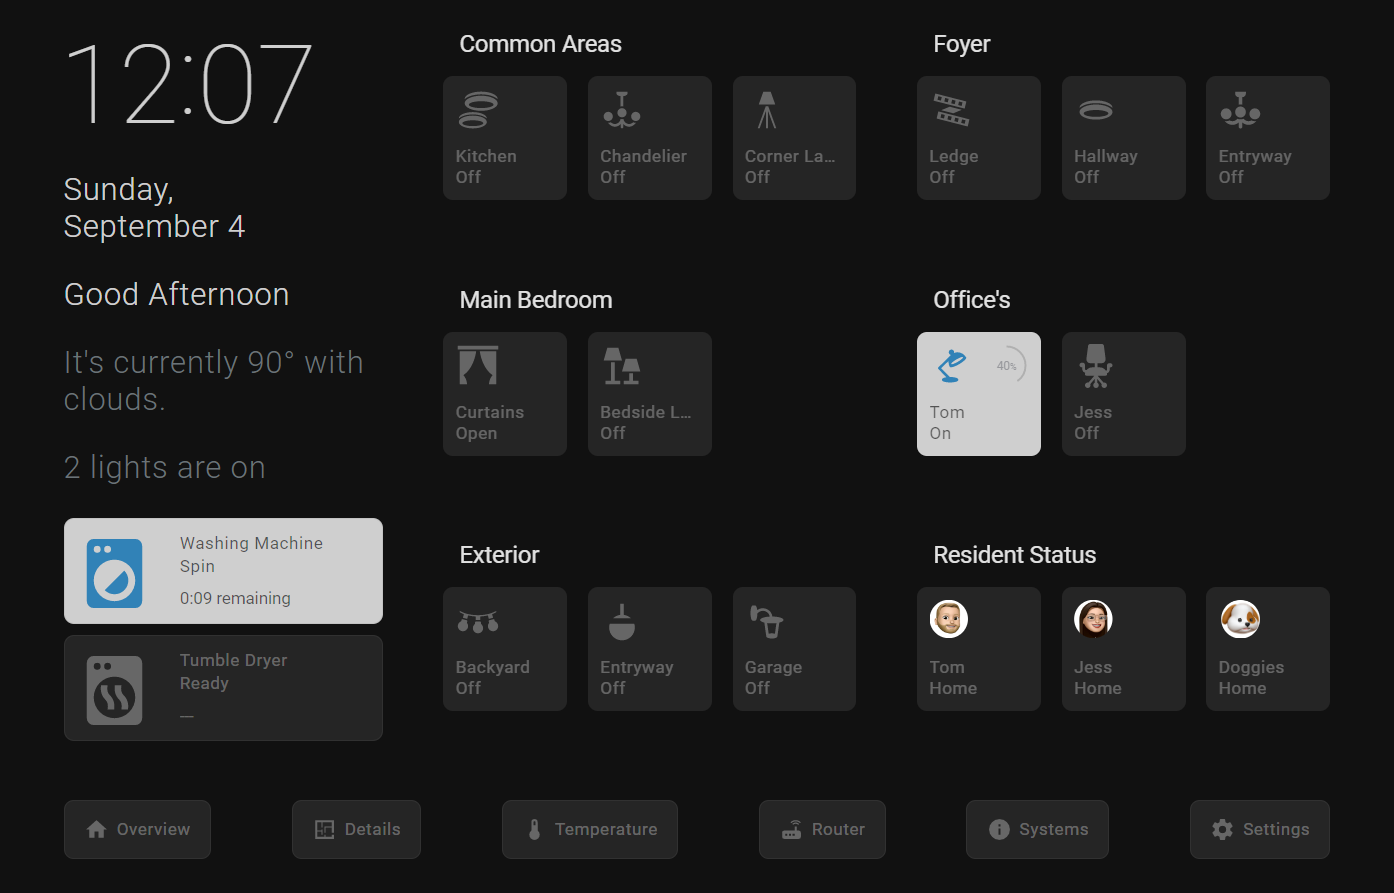 12:07
Sunday,
September 4
Good Afternoon
It's currently 90° with
clouds.
2 lights are on
Washing Machine
Spin
0:09 remaining
Tumble Dryer
Ready
—
Common Areas
Kitchen
Off
Chandelier
Off
Corner La...
Off
Foyer
Ledge
Off
Hallway
Off
Entryway
Off
Main Bedroom
Curtains
Open
Bedside L...
Off
Office's
40%
Tom
On
Jess
Off
Exterior
Backyard
Off
Entryway
Off
Garage
Off
Resident Status
Tom
Home
Jess
Home
Doggies
Home
Overview
Details
Temperature
Router
Systems
Settings